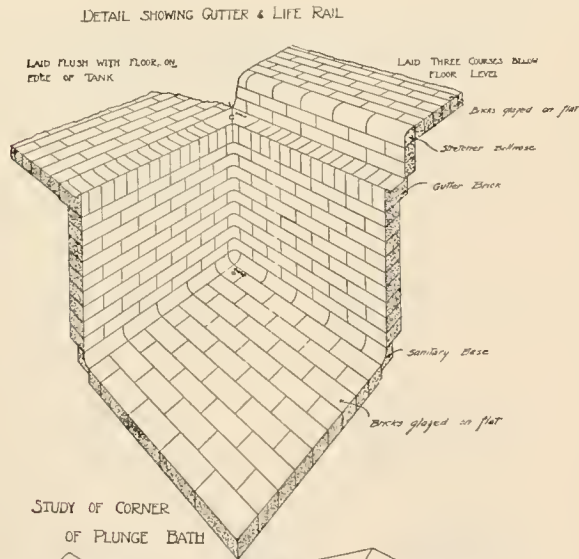 DETAIL SHOWING GUTTER & LIFE RAIL
LAID FLUSH WITH FLOOR, ON
EDGE OF TANK
LAID THREE COURSES BELOW
FLOOR LEVEL
Bricks glazed on flat
Stretcher Bullnose
Gutter Brick
Sanitary Base
Bricks glazed on flat
STUDY OF CORNER
OF PLUNGE BATH